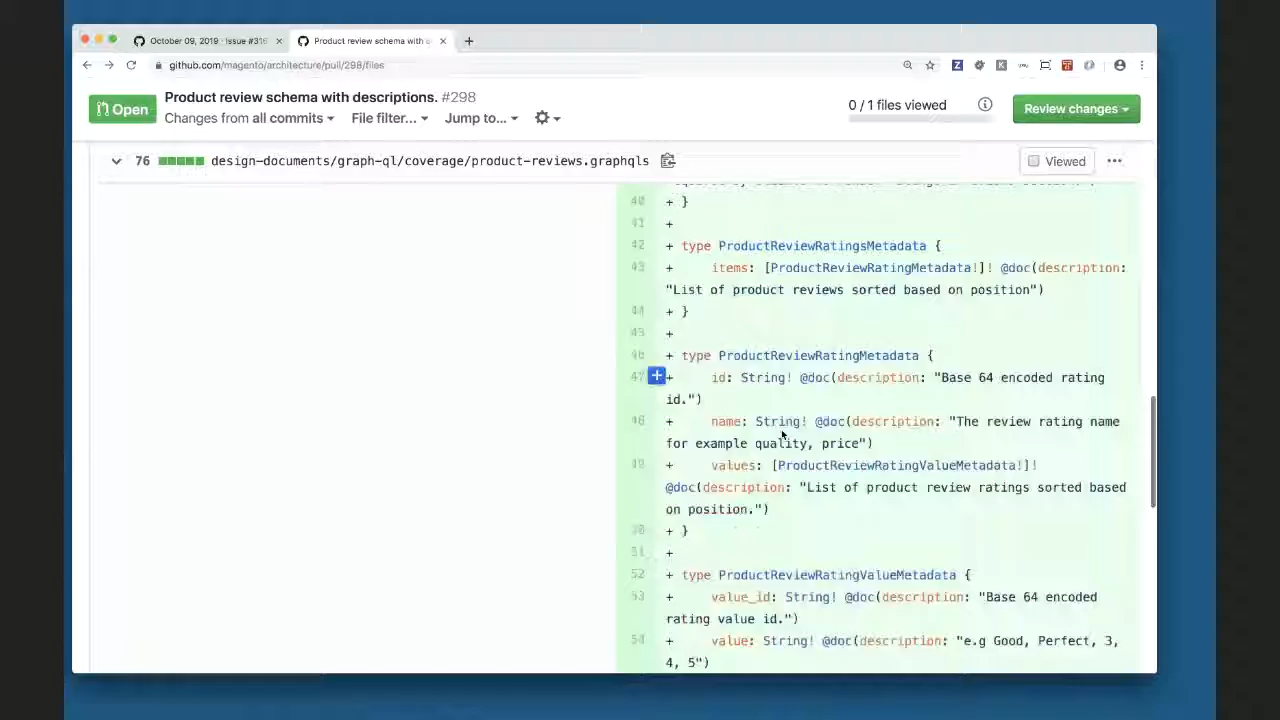 October 09, 2019 · Issue #316
Product review schema with
github.com/magento/architecture/pull/298/files
Open
Product review schema with descriptions. #298
Changes from all commits
File filter...
Jump to...
0 / 1 files viewed
Review changes
76
design-documents/graph-ql/coverage/product-reviews.graphqls
Viewed
40 + }
41 +
42 + type ProductReviewRatingsMetadata {
43 + items: [ProductReviewRatingMetadata!]! @doc(description:
"List of product reviews sorted based on position")
44 + }
45 +
46 + type ProductReviewRatingMetadata {
47 + id: String! @doc(description: "Base 64 encoded rating
id.")
48 + name: String! @doc(description: "The review rating name
for example quality, price")
49 + values: [ProductReviewRatingValueMetadata!]!
@doc(description: "List of product review ratings sorted based
on position.")
50 + }
51 +
52 + type ProductReviewRatingValueMetadata {
53 + value_id: String! @doc(description: "Base 64 encoded
rating value id.")
54 + value: String! @doc(description: "e.g Good, Perfect, 3,
4, 5")